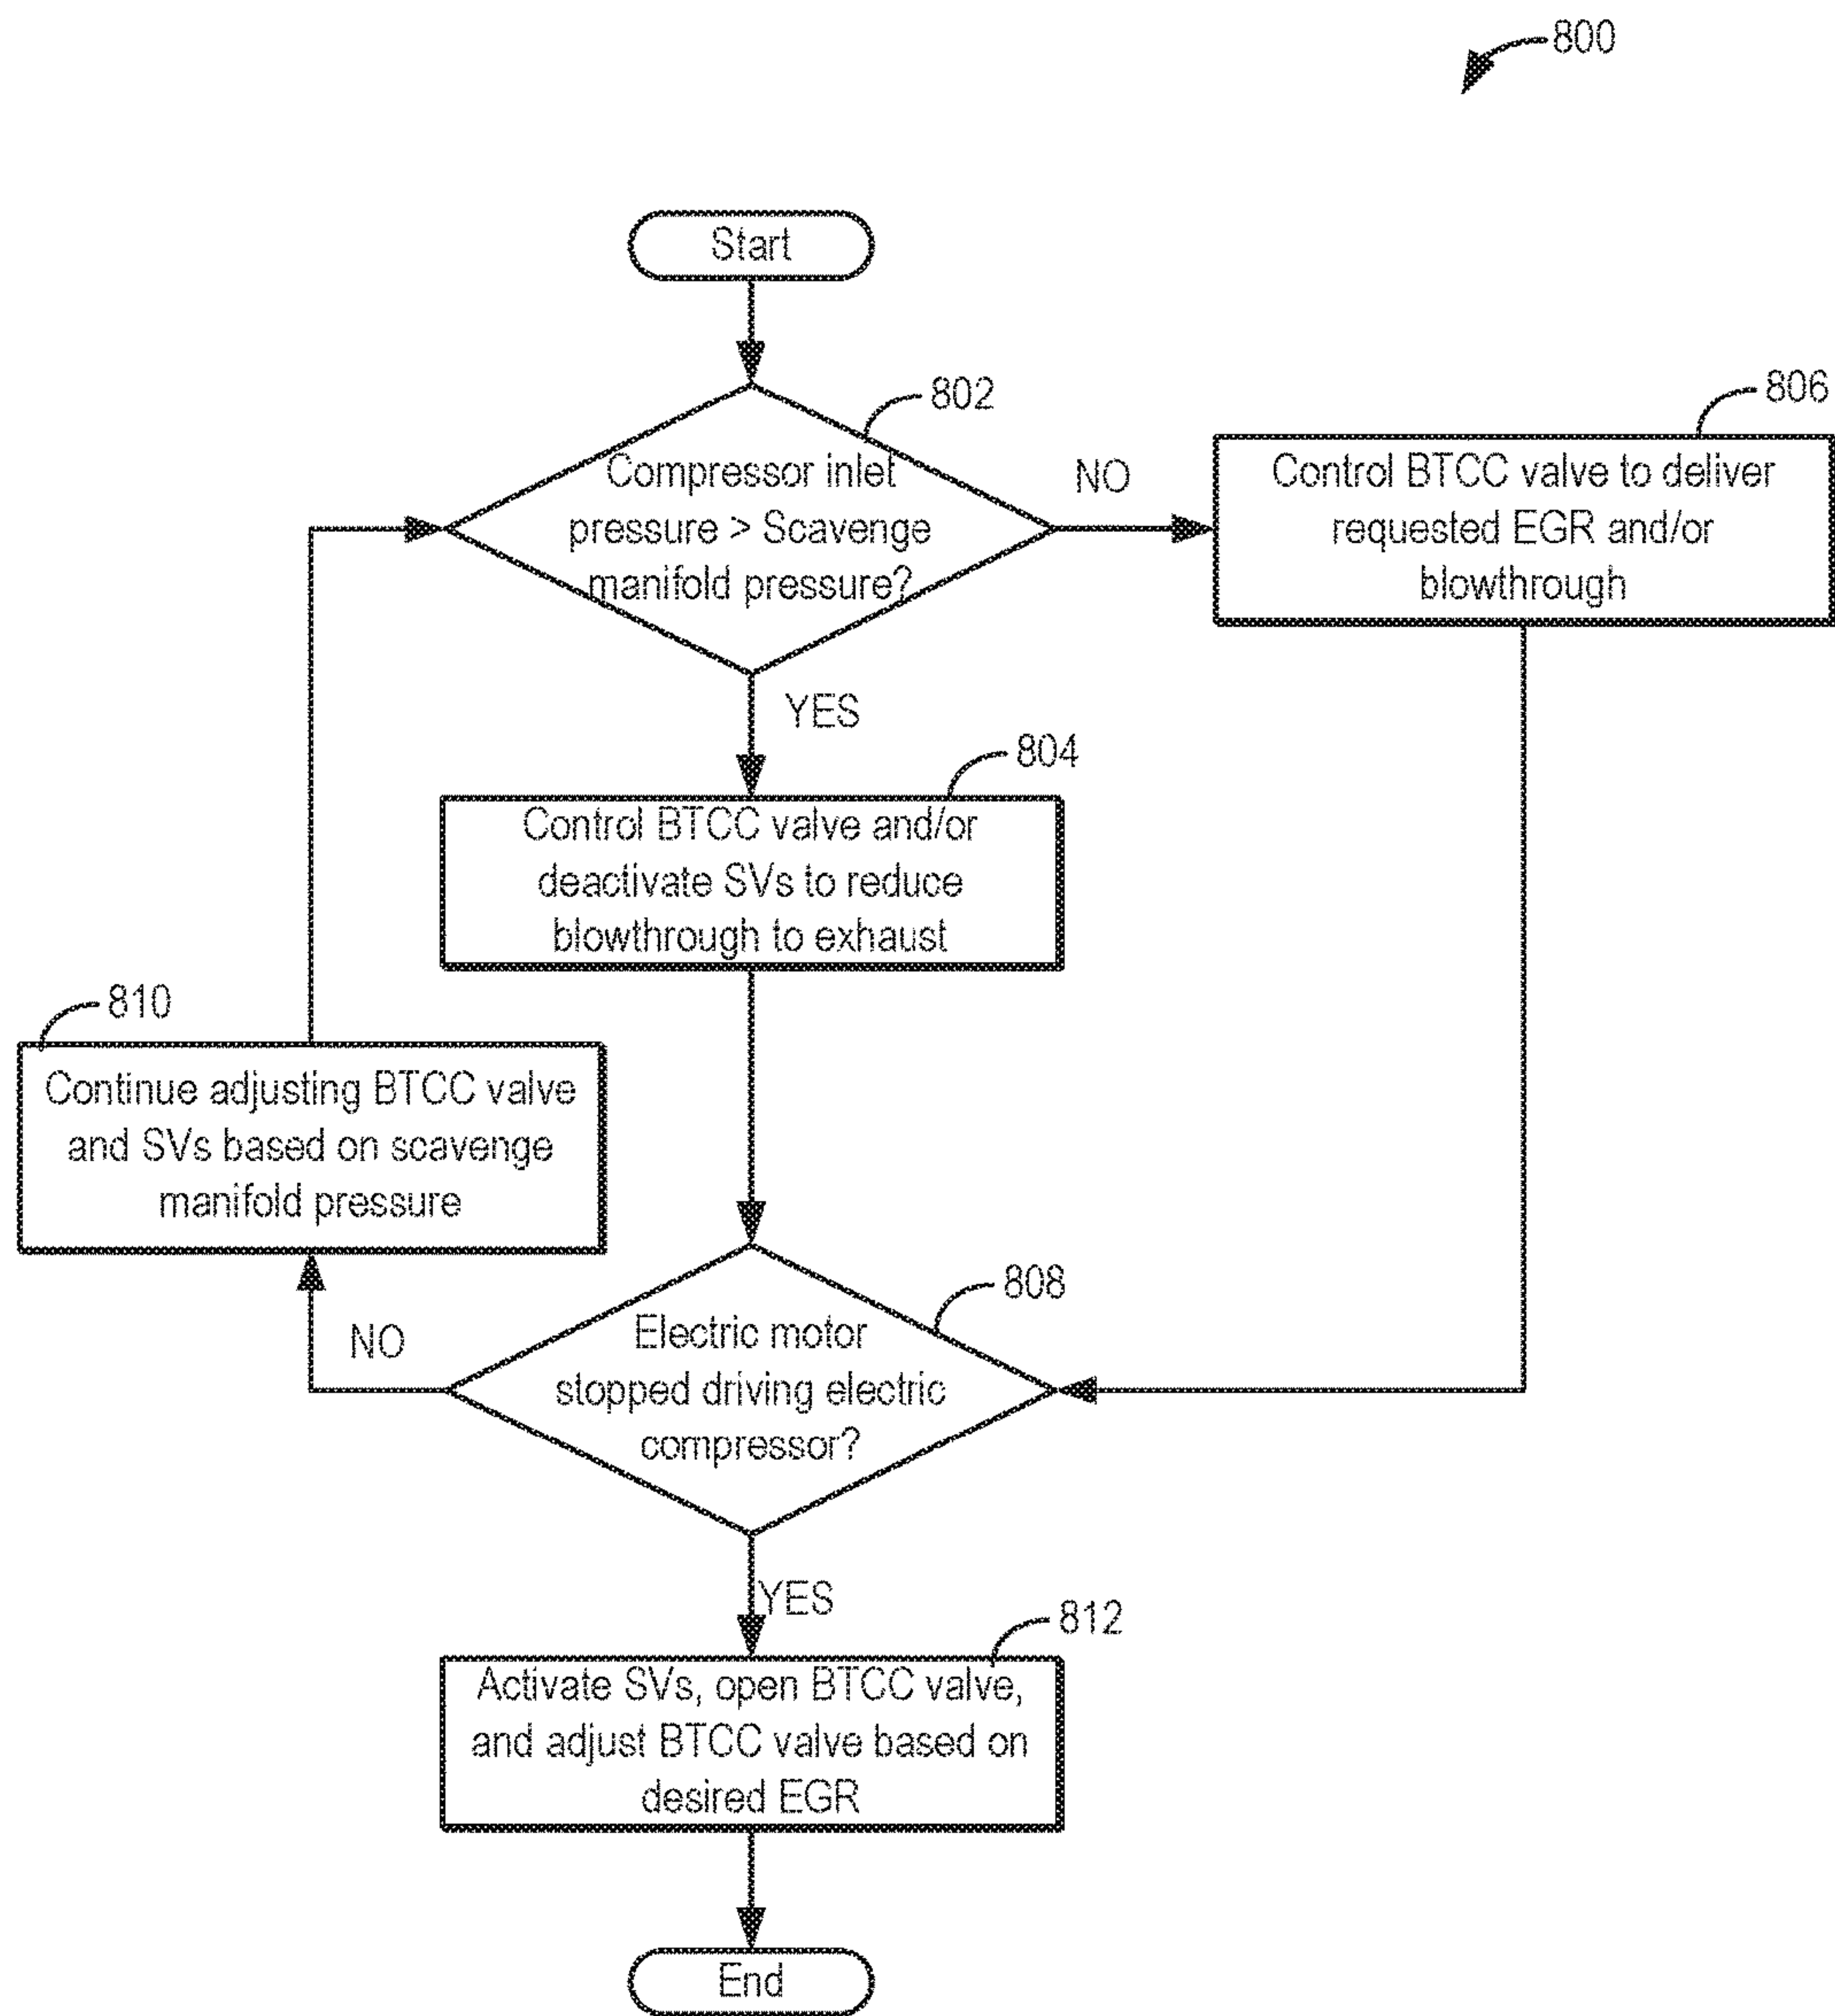 800
Start
802
Compressor inlet
pressure > Scavenge
manifold pressure?
NO
806
Control BTCC valve to deliver
requested EGR and/or
blowthrough
YES
804
Control BTCC valve and/or
deactivate SVs to reduce
blowthrough to exhaust
810
Continue adjusting BTCC valve
and SVs based on scavenge
manifold pressure
808
Electric motor
stopped driving electric
compressor?
NO
YES
812
Activate SVs, open BTCC valve,
and adjust BTCC valve based on
desired EGR
End